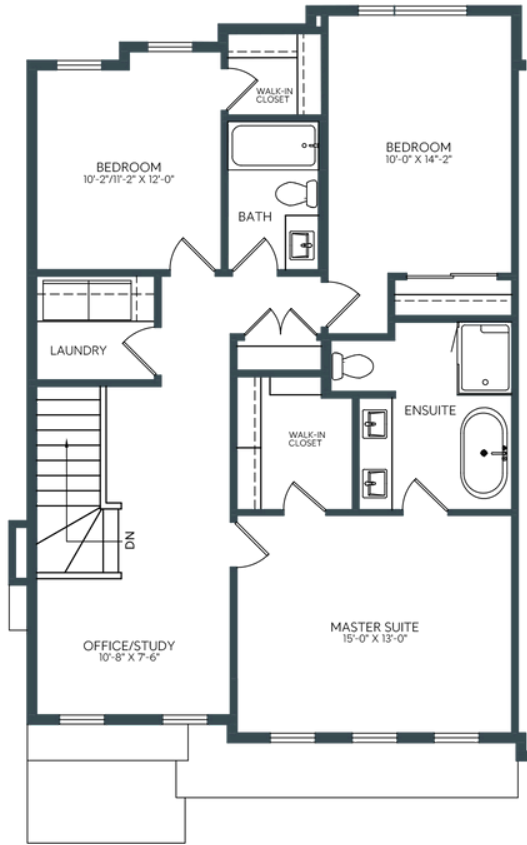 WALK-IN
CLOSET
BEDROOM
10'-0" X 14'-2"
BEDROOM
10'-2"/11'-2" X 12'-0"
BATH
LAUNDRY
ENSUITE
WALK-IN
CLOSET
DN
MASTER SUITE
15'-0" X 13'-0"
OFFICE/STUDY
10'-8" X 7'-6"